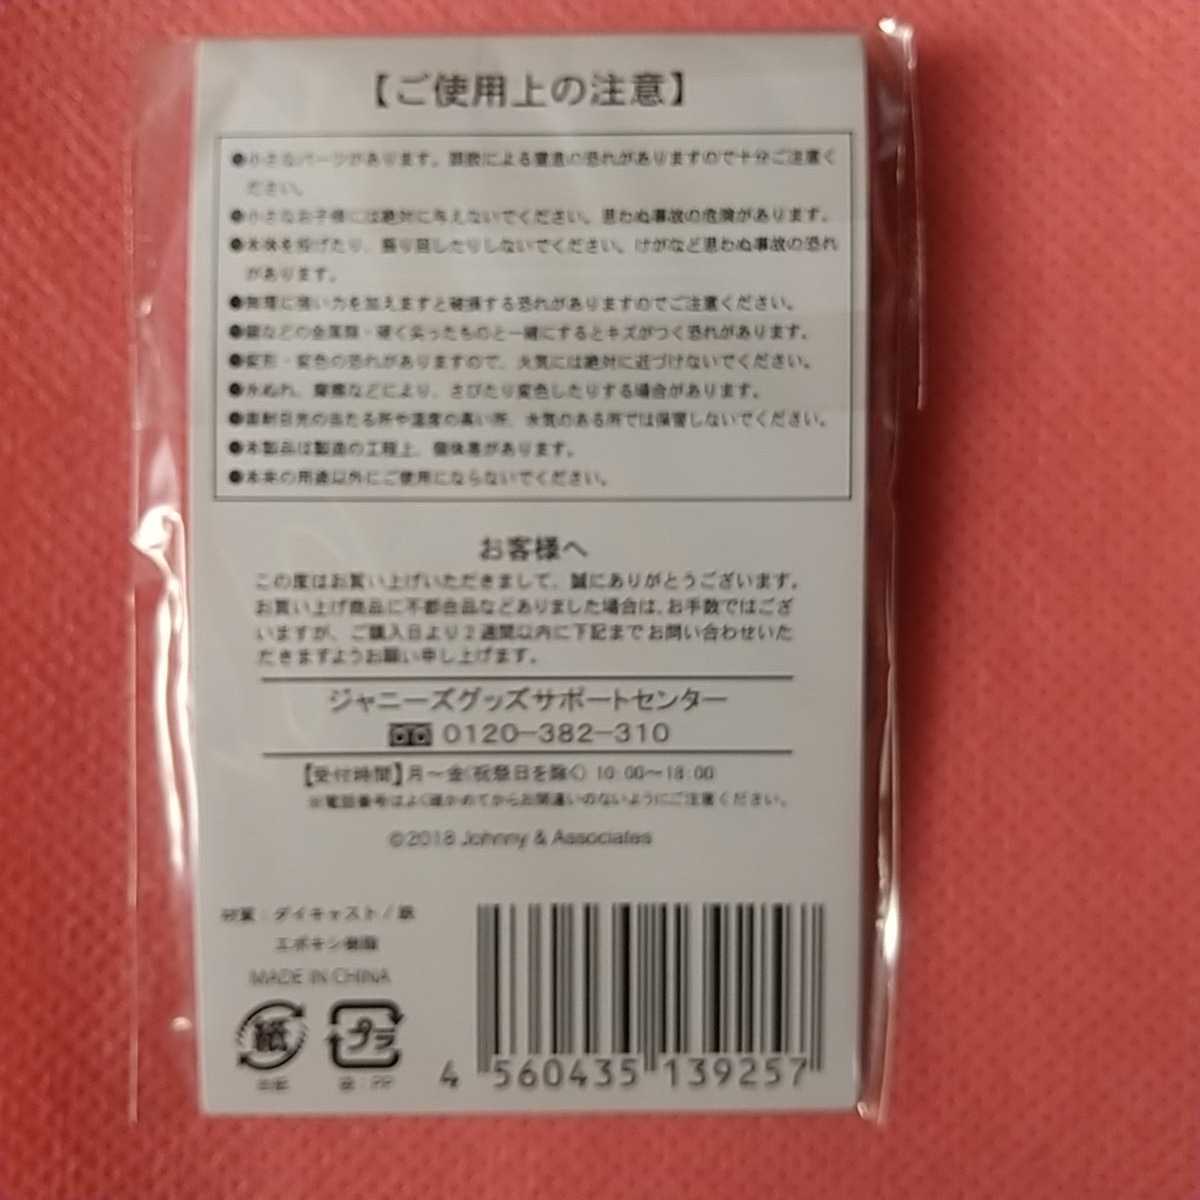 【ご使用上の注意】
●小さなパーツがあります。誤飲による窒息の恐れがありますので十分ご注意く
ださい。
●小さなお子様には絶対に与えないでください。思わぬ事故の危険があります。
●本体を投げたり、振り回したりしないでください。けがなど思わぬ事故の恐れ
があります。
●無理に強い力を加えますと破損する恐れがありますのでご注意ください。
●鍵などの金属類・硬く尖ったものと一緒にするとキズがつく恐れがあります。
●変形・変色の恐れがありますので、火気には絶対に近づけないでください。
●水ぬれ、摩擦などにより、さびたり変色したりする場合があります。
●直射日光の当たる所や温度の高い所、水気のある所では保管しないでください。
●本製品は製造の工程上、個体差があります。
●本来の用途以外にご使用にならないでください。
お客様へ
この度はお買い上げいただきまして、誠にありがとうございます。
お買い上げ商品に不都合品などありました場合は、お手数ではござ
いますが、ご購入日より2週間以内に下記までお問い合わせいた
だきますようお願い申し上げます。
ジャニーズグッズサポートセンター
0120-382-310
【受付時間】月〜金(祝祭日を除く) 10:00〜18:00
※電話番号はよく確かめてからお間違いのないようにご注意ください。
©2018 Johnny & Associates
材質:ダイキャスト/
エポキシ樹脂
MADE IN CHINA
紙 プラ
台紙 袋:PP
4 560435 139257